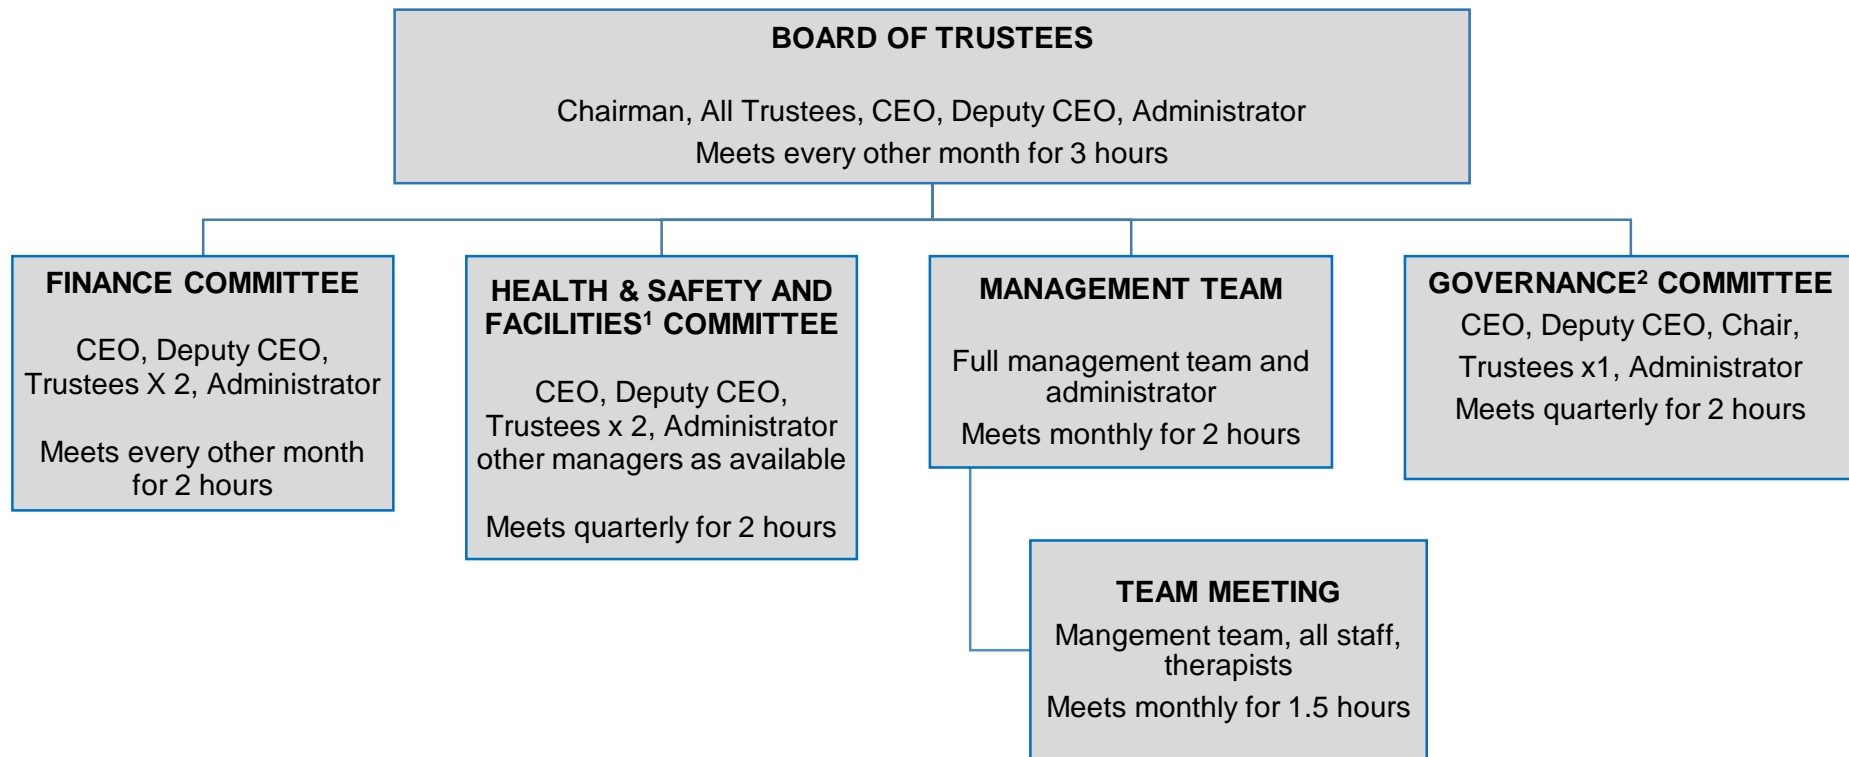 BOARD OF TRUSTEES
Chairman, All Trustees, CEO, Deputy CEO, Administrator
Meets every other month for 3 hours
FINANCE COMMITTEE
CEO, Deputy CEO,
Trustees X 2, Administrator
Meets every other month
for 2 hours
HEALTH & SAFETY AND
FACILITIES¹ COMMITTEE
CEO, Deputy CEO,
Trustees x 2, Administrator
other managers as available
Meets quarterly for 2 hours
MANAGEMENT TEAM
Full management team and
administrator
Meets monthly for 2 hours
GOVERNANCE² COMMITTEE
CEO, Deputy CEO, Chair,
Trustees x1, Administrator
Meets quarterly for 2 hours
TEAM MEETING
Mangement team, all staff,
therapists
Meets monthly for 1.5 hours